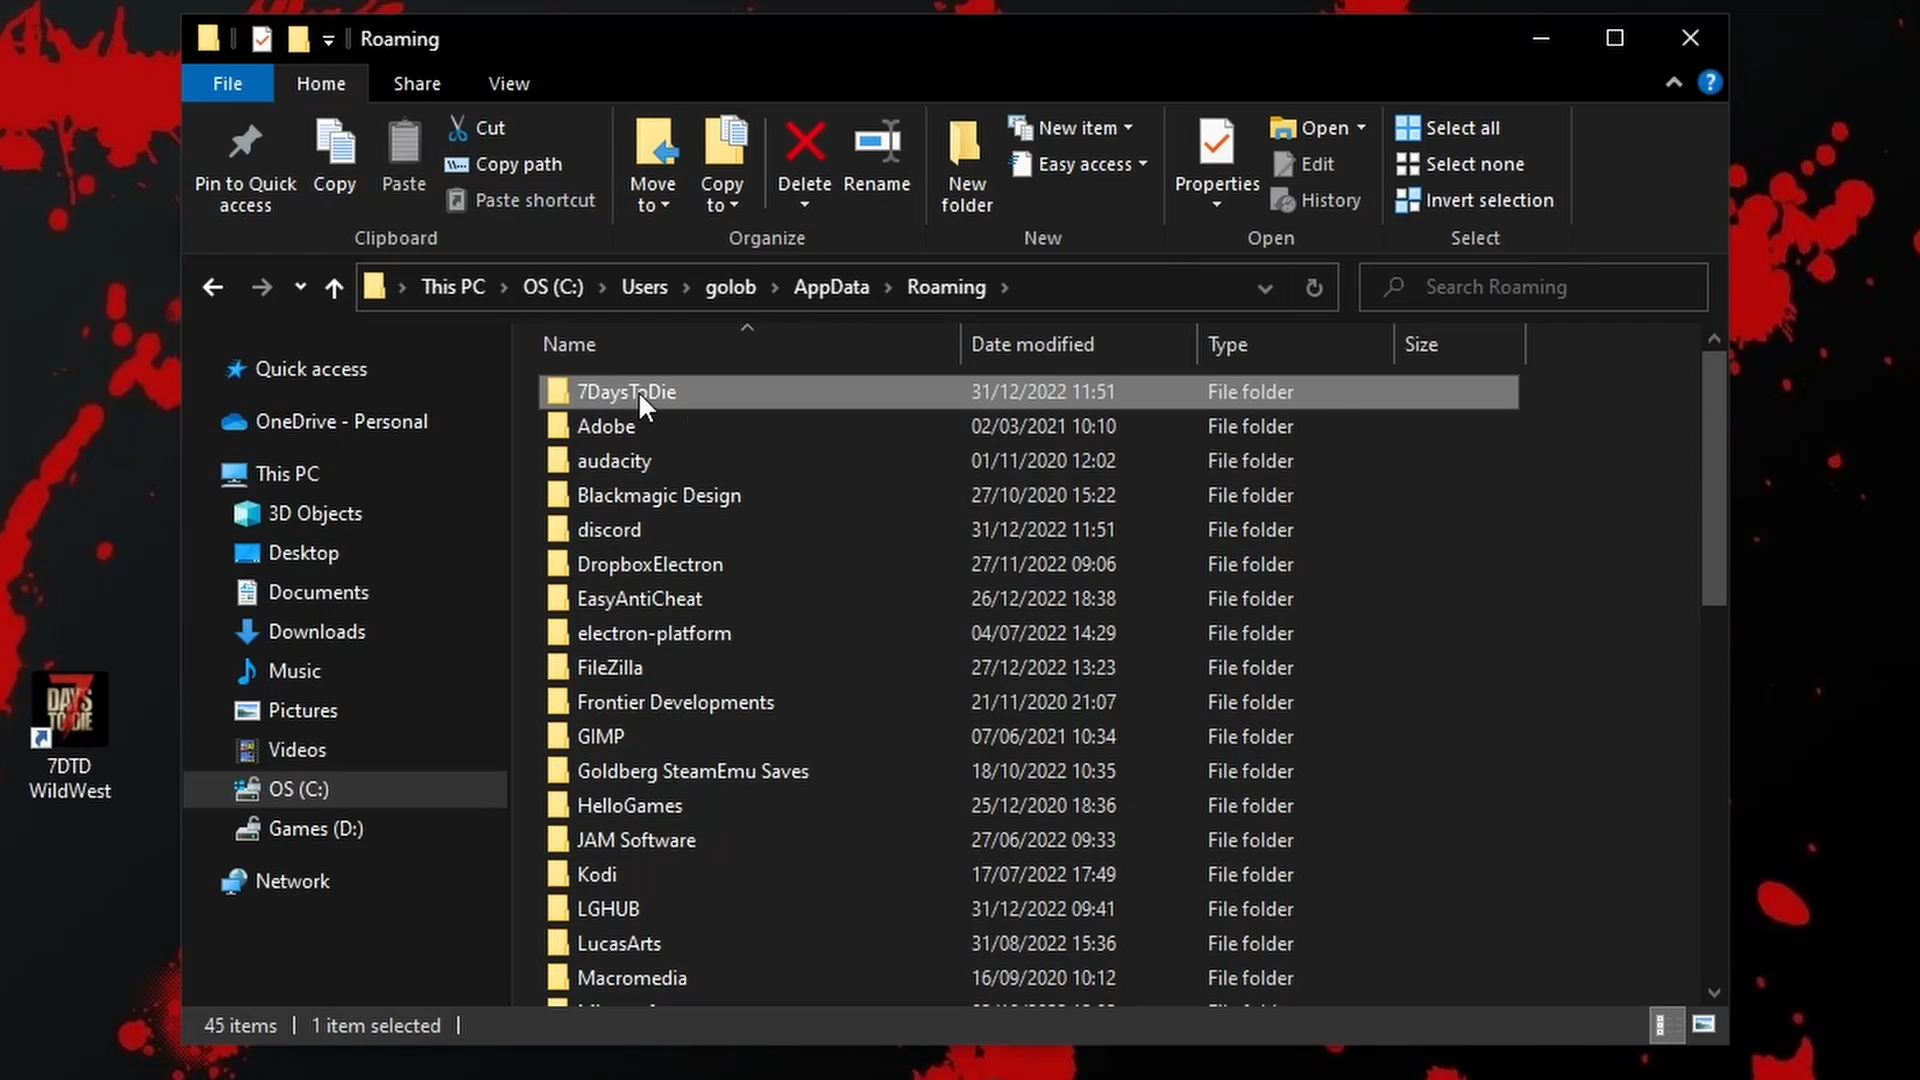 Roaming
File
Home
Share
View
Pin to Quick access
Copy
Paste
Cut
Copy path
Paste shortcut
Clipboard
Move to
Copy to
Delete
Rename
Organize
New folder
New item
Easy access
New
Properties
Open
Edit
History
Open
Select all
Select none
Invert selection
Select
This PC > OS (C:) > Users > golob > AppData > Roaming >
Search Roaming
Quick access
OneDrive - Personal
This PC
3D Objects
Desktop
Documents
Downloads
Music
Pictures
Videos
OS (C:)
Games (D:)
Network
Name Date modified Type Size
7DaysToDie 31/12/2022 11:51 File folder
Adobe 02/03/2021 10:10 File folder
audacity 01/11/2020 12:02 File folder
Blackmagic Design 27/10/2020 15:22 File folder
discord 31/12/2022 11:51 File folder
DropboxElectron 27/11/2022 09:06 File folder
EasyAntiCheat 26/12/2022 18:38 File folder
electron-platform 04/07/2022 14:29 File folder
FileZilla 27/12/2022 13:23 File folder
Frontier Developments 21/11/2020 21:07 File folder
GIMP 07/06/2021 10:34 File folder
Goldberg SteamEmu Saves 18/10/2022 10:35 File folder
HelloGames 25/12/2020 18:36 File folder
JAM Software 27/06/2022 09:33 File folder
Kodi 17/07/2022 17:49 File folder
LGHUB 31/12/2022 09:41 File folder
LucasArts 31/08/2022 15:36 File folder
Macromedia 16/09/2020 10:12 File folder
45 items
1 item selected
7 DAYS TO DIE
7DTD
WildWest